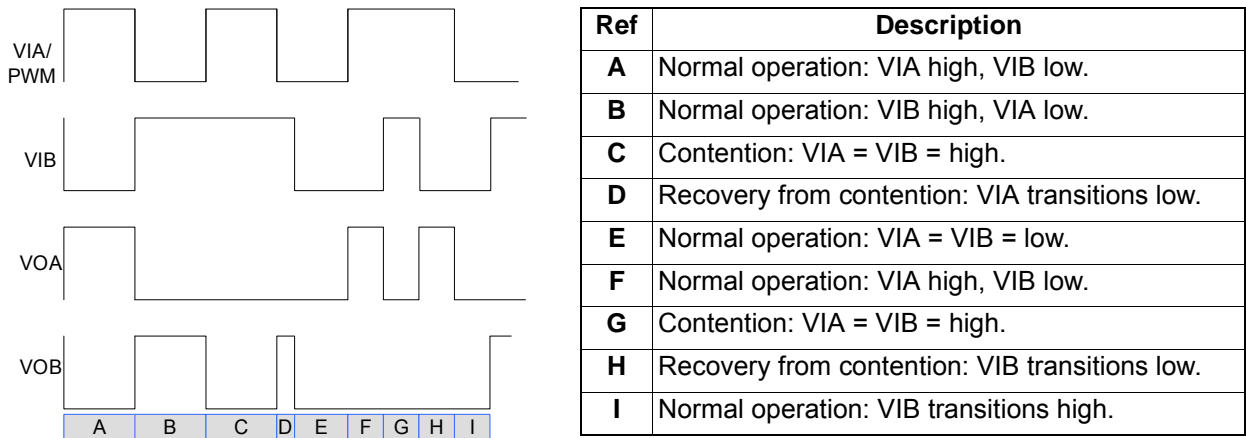 VIA/
PWM
VIB
VOA
VOB
A B C D E F G H I
Ref Description
A Normal operation: VIA high, VIB low.
B Normal operation: VIB high, VIA low.
C Contention: VIA = VIB = high.
D Recovery from contention: VIA transitions low.
E Normal operation: VIA = VIB = low.
F Normal operation: VIA high, VIB low.
G Contention: VIA = VIB = high.
H Recovery from contention: VIB transitions low.
I Normal operation: VIB transitions high.